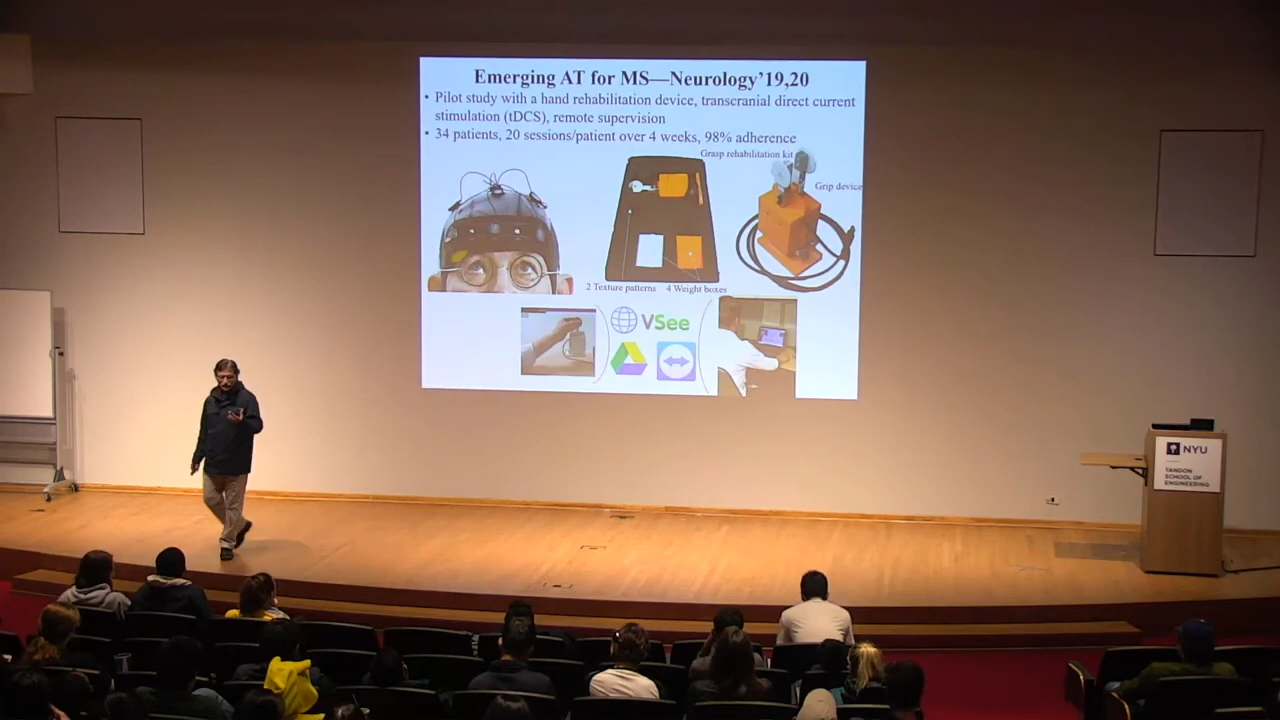 Emerging AT for MS—Neurology'19,20
• Pilot study with a hand rehabilitation device, transcranial direct current
stimulation (tDCS), remote supervision
• 34 patients, 20 sessions/patient over 4 weeks, 98% adherence
Grasp rehabilitation kit
Grip device
2 Texture patterns 4 Weight boxes
VSee
NYU
TANDON
SCHOOL OF
ENGINEERING